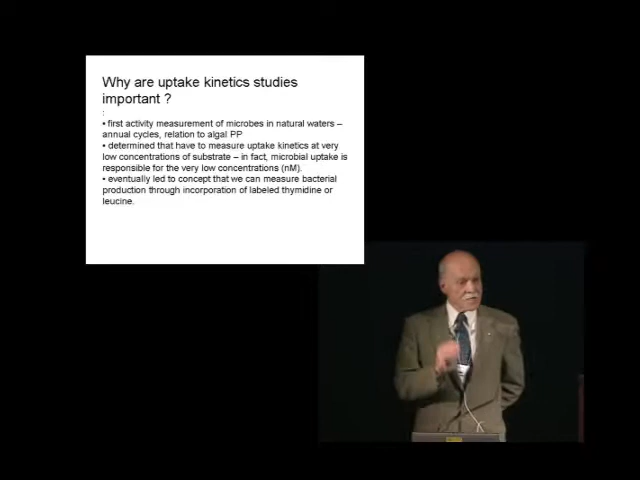 Why are uptake kinetics studies
important ?
:
• first activity measurement of microbes in natural waters –
annual cycles, relation to algal PP
• determined that have to measure uptake kinetics at very
low concentrations of substrate – in fact, microbial uptake is
responsible for the very low concentrations (nM).
• eventually led to concept that we can measure bacterial
production through incorporation of labeled thymidine or
leucine.